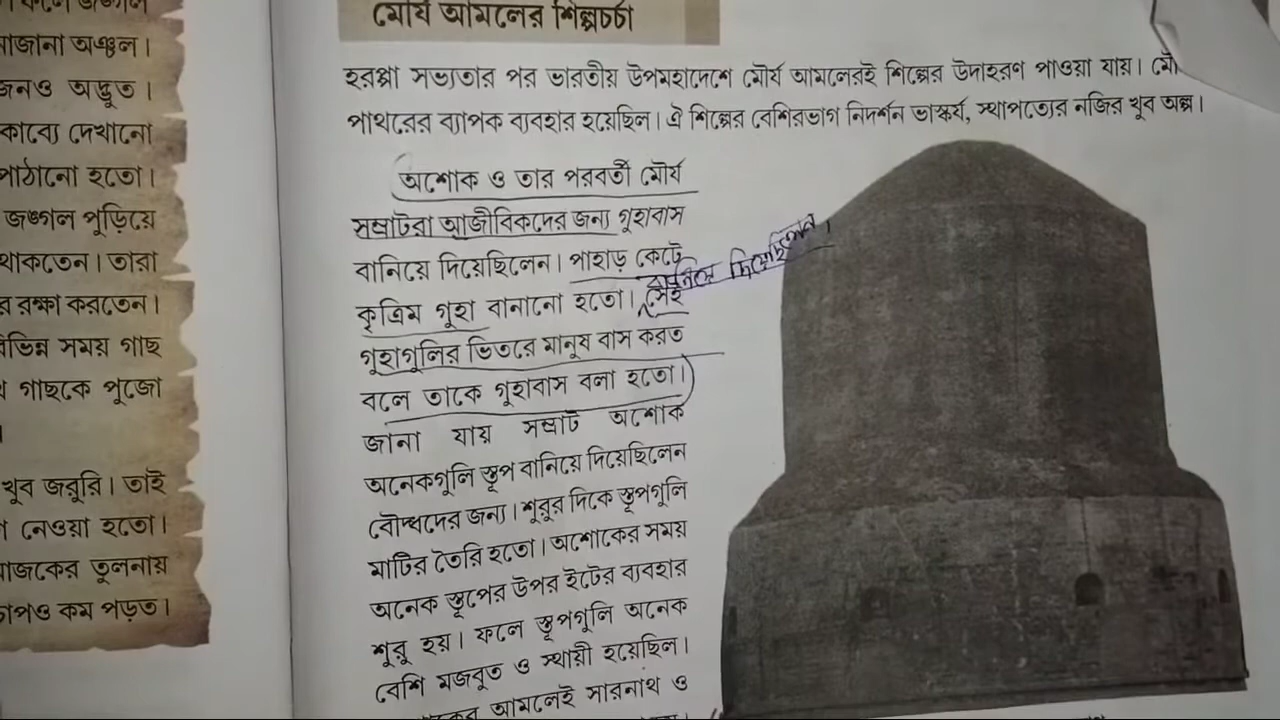 জঙ্গল
অজানা অঞ্চল।
অদ্ভুত।
কাব্যে দেখানো
পাঠানো হতো।
জঙ্গল পুড়িয়ে
থাকতেন। তারা
রক্ষা করতেন।
বিভিন্ন সময় গাছ
গাছকে পুজো
খুব জরুরি। তাই
নেওয়া হতো।
আজকের তুলনায়
চাপও কম পড়ত।
মৌর্য আমলের শিল্পচর্চা
হরপ্পা সভ্যতার পর ভারতীয় উপমহাদেশে মৌর্য আমলেরই শিল্পের উদাহরণ পাওয়া যায়।
পাথরের ব্যাপক ব্যবহার হয়েছিল। ঐ শিল্পের বেশিরভাগ নিদর্শন ভাস্কর্য, স্থাপত্যের নজির খুব অল্প।
অশোক ও তার পরবর্তী মৌর্য
সম্রাটরা আজীবিকদের জন্য গুহাবাস
বানিয়ে দিয়েছিলেন। পাহাড় কেটে
বানিয়ে দিয়েছিলেন।
কৃত্রিম গুহা বানানো হতো। সেই
গুহাগুলির ভিতরে মানুষ বাস করত
বলে তাকে গুহাবাস বলা হতো।
জানা যায় সম্রাট অশোক
অনেকগুলি স্তূপ বানিয়ে দিয়েছিলেন
বৌদ্ধদের জন্য। শুরুর দিকে স্তূপগুলি
মাটির তৈরি হতো। অশোকের সময়
অনেক স্তূপের উপর ইটের ব্যবহার
শুরু হয়। ফলে স্তূপগুলি অনেক
বেশি মজবুত ও স্থায়ী হয়েছিল।
আমলেই সারনাথ ও